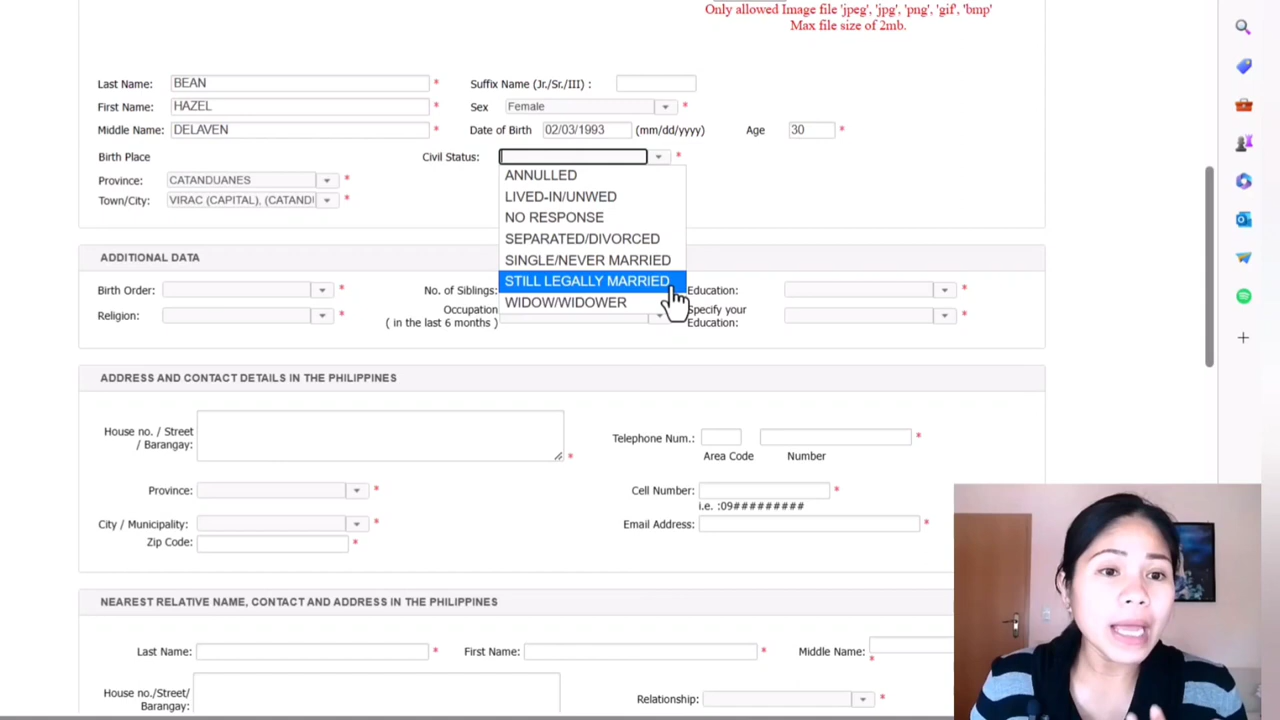 Only allowed Image file 'jpeg', 'jpg', 'png', 'gif', 'bmp'
Max file size of 2mb.
Last Name: BEAN * Suffix Name (Jr./Sr./III) :
First Name: HAZEL * Sex Female *
Middle Name: DELAVEN * Date of Birth 02/03/1993 (mm/dd/yyyy) Age 30 *
Birth Place Civil Status: *
ANNULLED
Province: CATANDUANES *
LIVED-IN/UNWED
Town/City: VIRAC (CAPITAL), (CATAND *
NO RESPONSE
SEPARATED/DIVORCED
ADDITIONAL DATA
SINGLE/NEVER MARRIED
STILL LEGALLY MARRIED
Birth Order: * No. of Siblings: Education: *
WIDOW/WIDOWER
Religion: * Occupation Specify your *
( in the last 6 months ) Education:
ADDRESS AND CONTACT DETAILS IN THE PHILIPPINES
House no. / Street
/ Barangay: *
Telephone Num.: *
Area Code Number
Province: * Cell Number: *
i.e. :09#########
City / Municipality: * Email Address: *
Zip Code: *
NEAREST RELATIVE NAME, CONTACT AND ADDRESS IN THE PHILIPPINES
Last Name: * First Name: * Middle Name: *
House no./Street/
Barangay:
Relationship: *